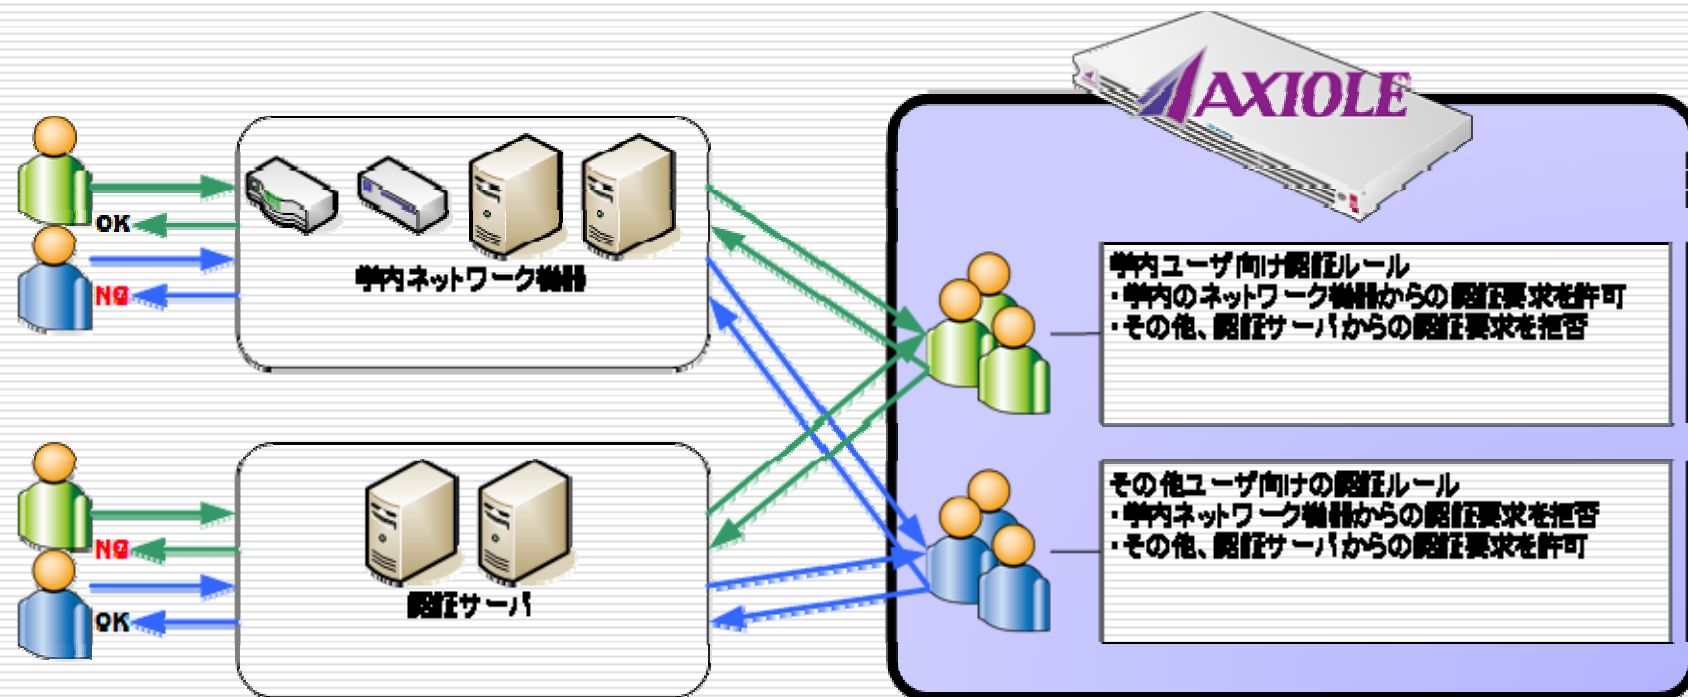 AXIOLE
OK
NG
学内ネットワーク機器
学内ユーザ向け認証ルール
・学内のネットワーク機器からの認証要求を許可
・その他、認証サーバからの認証要求を拒否
NG
OK
認証サーバ
その他ユーザ向けの認証ルール
・学内ネットワーク機器からの認証要求を拒否
・その他、認証サーバからの認証要求を許可